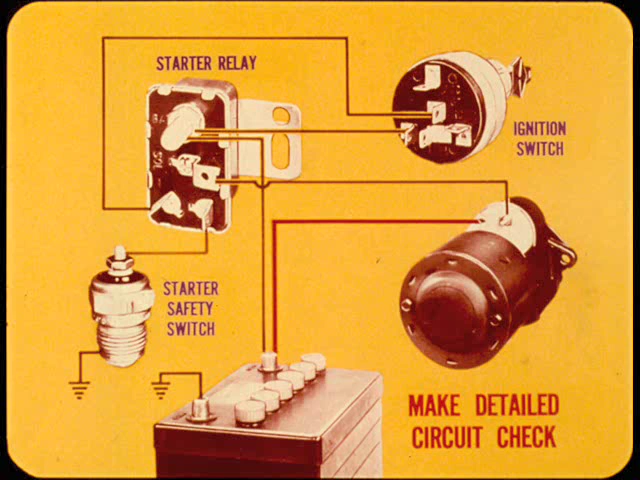 STARTER RELAY
IGNITION
SWITCH
STARTER
SAFETY
SWITCH
MAKE DETAILED
CIRCUIT CHECK